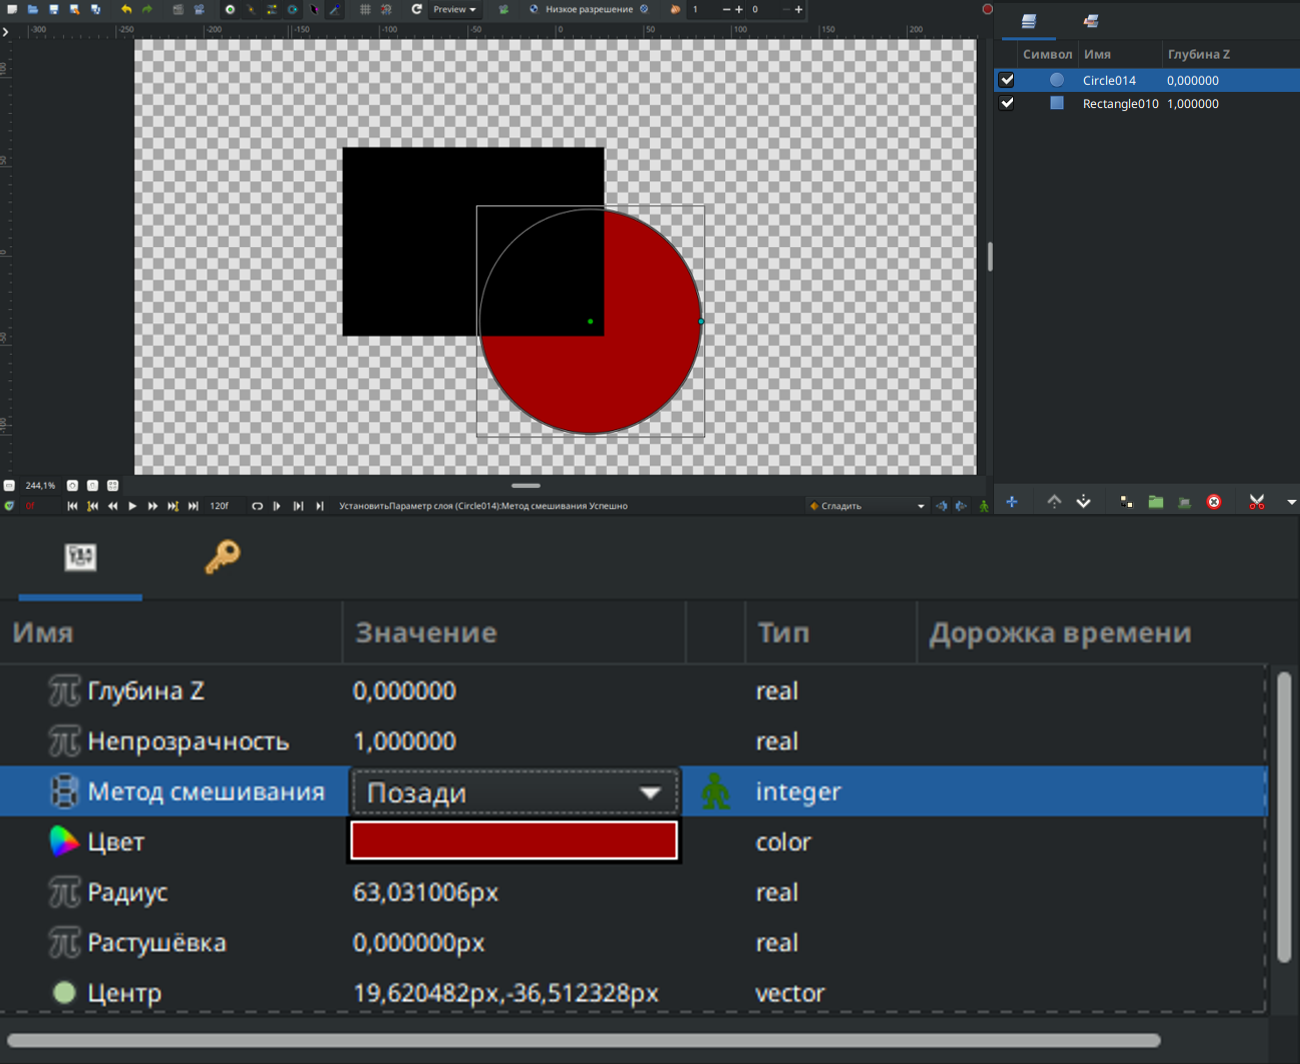 Preview
Низкое разрешение
1
0
-300 -250 -200 -150 -100 -50 0 50 100 150 200
Символ Имя Глубина Z
Circle014 0,000000
Rectangle010 1,000000
244,1%
0f
120f
УстановитьПараметр слоя (Circle014):Метод смешивания Успешно
Сгладить
Имя Значение Тип Дорожка времени
Глубина Z 0,000000 real
Непрозрачность 1,000000 real
Метод смешивания Позади integer
Цвет color
Радиус 63,031006px real
Растушёвка 0,000000px real
Центр 19,620482px,-36,512328px vector